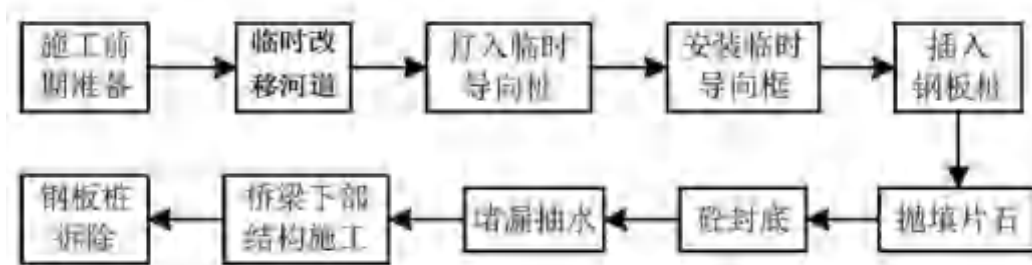 施工前
期准备
临时改
移河道
打入临时
导向桩
安装临时
导向框
插入
钢板桩
抛填片石
砼封底
堵漏抽水
桥梁下部
结构施工
钢板桩
拆除